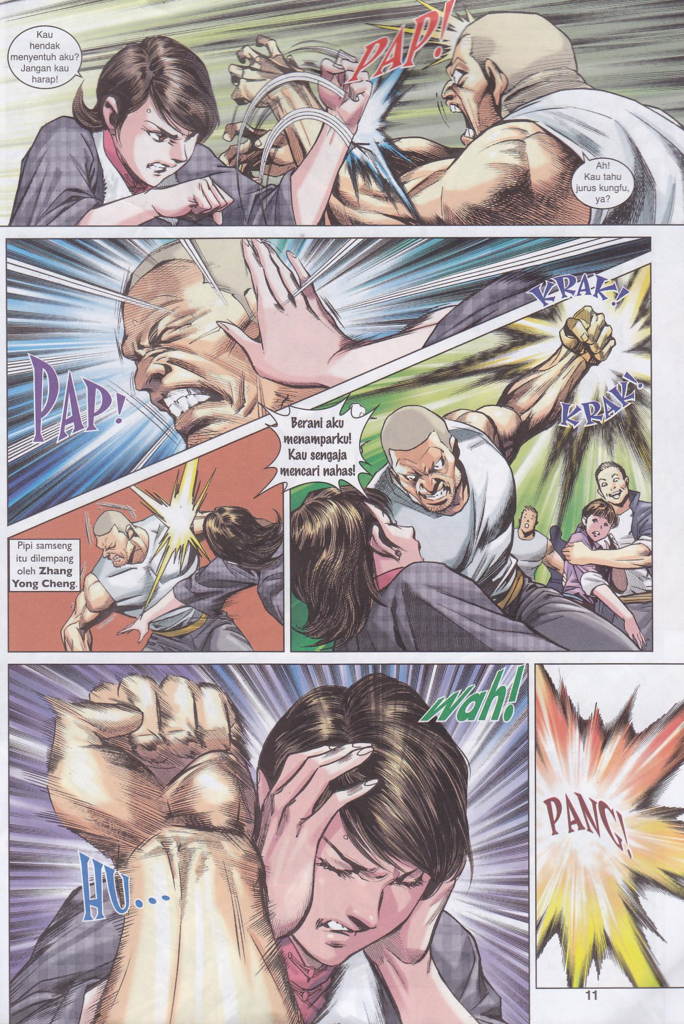 Kau
hendak
menyentuh aku?
Jangan kau
harap!
PAP!
Ah!
Kau tahu
jurus kungfu,
ya?
PAP!
KRAK!
KRAK!
Berani aku
menamparku!
Kau sengaja
mencari nahas!
Pipi samseng
itu dilempang
oleh Zhang
Yong Cheng.
Wah!
HU...
PANG!
11